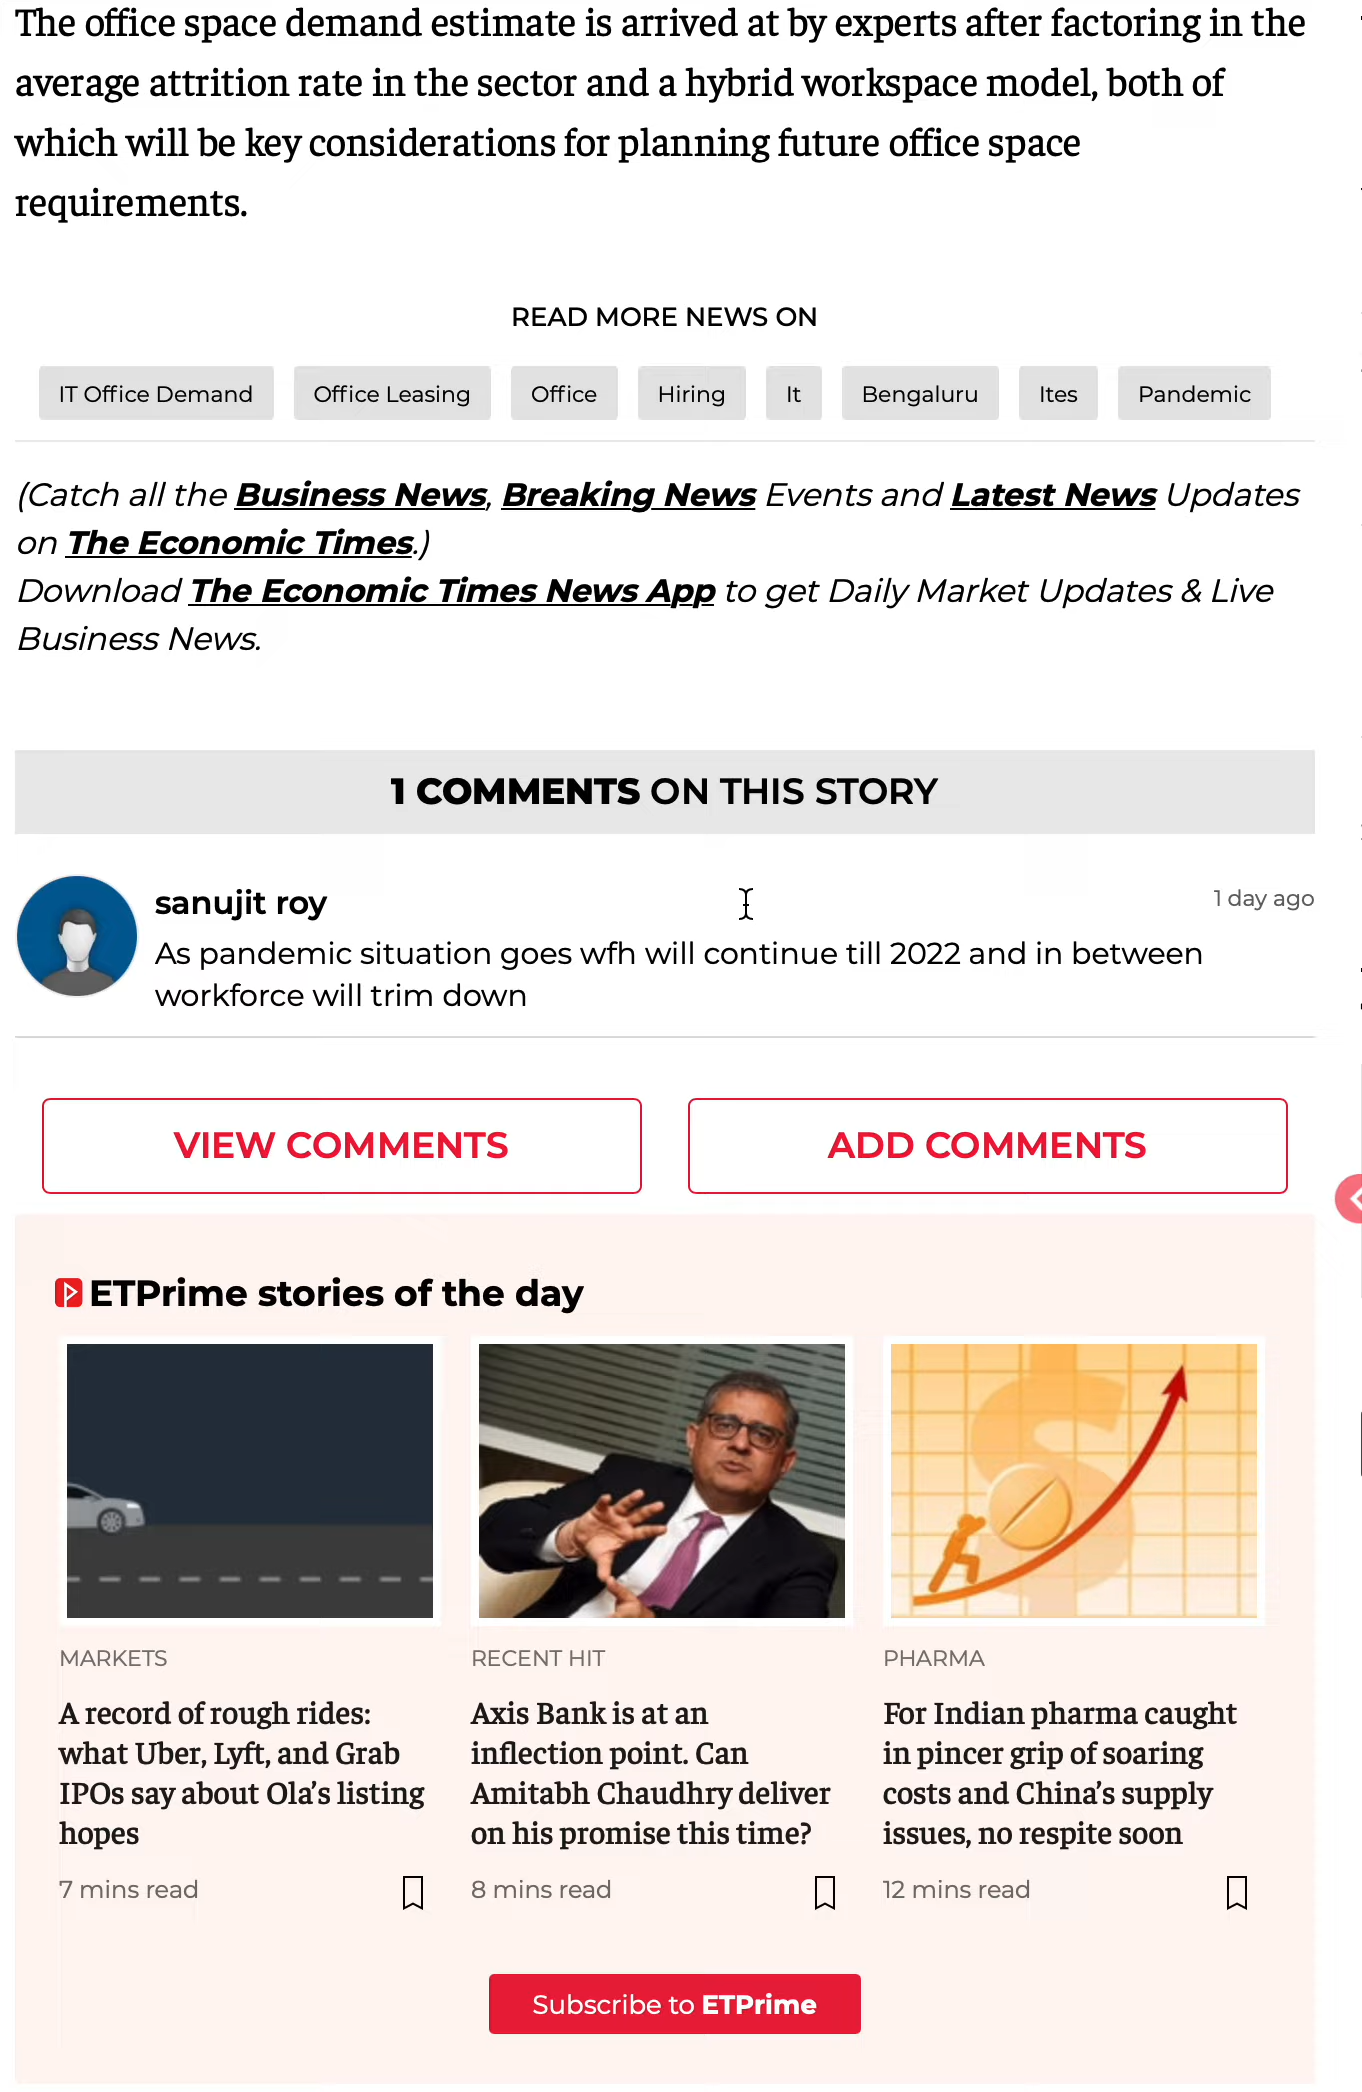 The office space demand estimate is arrived at by experts after factoring in the
average attrition rate in the sector and a hybrid workspace model, both of
which will be key considerations for planning future office space
requirements.
READ MORE NEWS ON
IT Office Demand Office Leasing Office Hiring It Bengaluru Ites Pandemic
(Catch all the Business News, Breaking News Events and Latest News Updates
on The Economic Times.)
Download The Economic Times News App to get Daily Market Updates & Live
Business News.
1 COMMENTS ON THIS STORY
sanujit roy
1 day ago
As pandemic situation goes wfh will continue till 2022 and in between
workforce will trim down
VIEW COMMENTS
ADD COMMENTS
ETPrime stories of the day
MARKETS
A record of rough rides:
what Uber, Lyft, and Grab
IPOs say about Ola's listing
hopes
7 mins read
RECENT HIT
Axis Bank is at an
inflection point. Can
Amitabh Chaudhry deliver
on his promise this time?
8 mins read
PHARMA
For Indian pharma caught
in pincer grip of soaring
costs and China's supply
issues, no respite soon
12 mins read
Subscribe to ETPrime